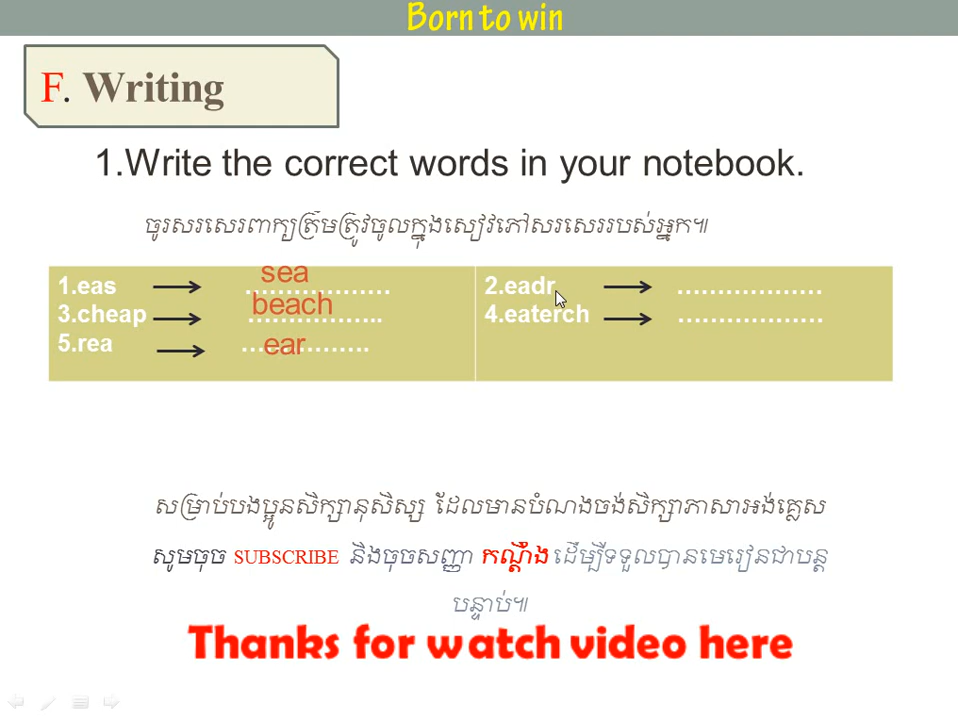 Born to win
F. Writing
1.Write the correct words in your notebook.
ចូរសរសេរពាក្យត្រឹមត្រូវចូលក្នុងសៀវភៅសរសេររបស់អ្នក៕
1.eas → ……………… sea
2.eadr → ………………
3.cheap → …………….. beach
4.eaterch → ………………
5.rea → ……………. ear
សម្រាប់បងប្អូនសិក្សានុសិស្ស ដែលមានបំណងចង់សិក្សាភាសាអង់គ្លេស
សូមចុច SUBSCRIBE និងចុចសញ្ញា កណ្ដឹង ដើម្បីទទួលបានមេរៀនជាបន្ត
បន្ទាប់៕
Thanks for watch video here